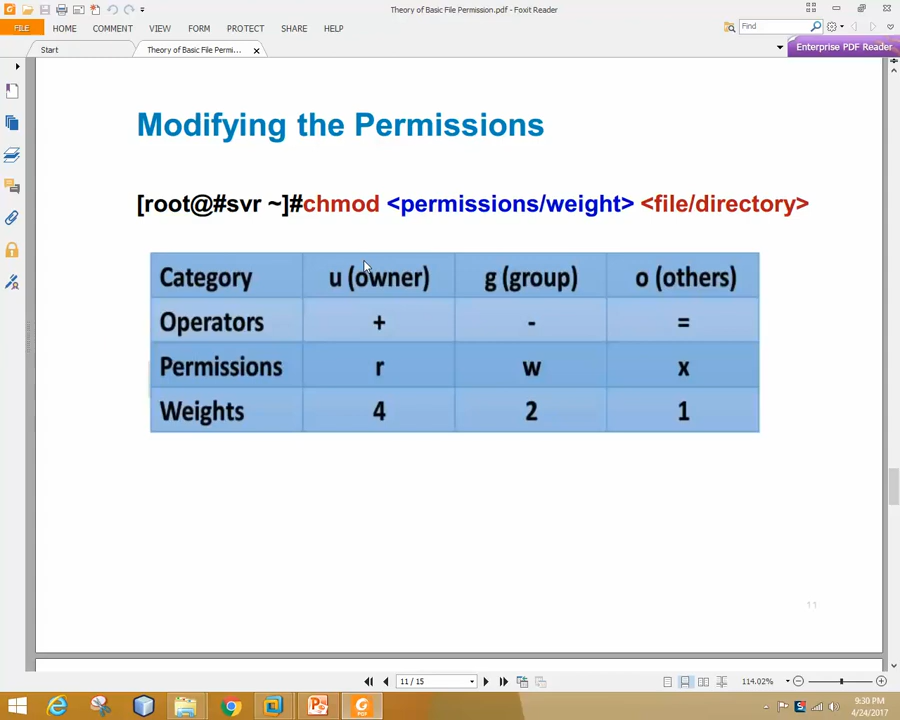 Theory of Basic File Permission.pdf - Foxit Reader
FILE HOME COMMENT VIEW FORM PROTECT SHARE HELP
Find
Start
Theory of Basic File Permi...
Enterprise PDF Reader
Modifying the Permissions
[root@#svr ~]#chmod <permissions/weight> <file/directory>
Category u (owner) g (group) o (others)
Operators + - =
Permissions r w x
Weights 4 2 1
11
11 / 15
114.02%
9:30 PM
4/24/2017